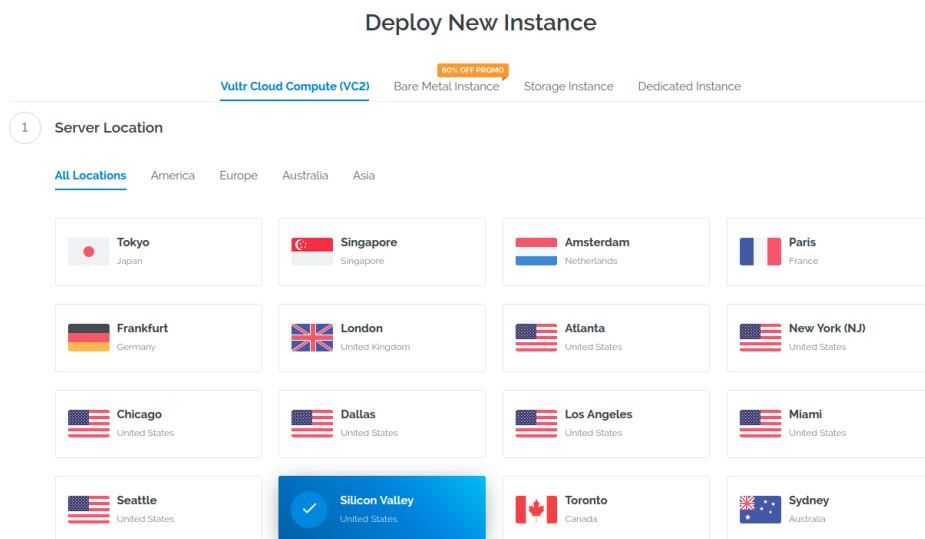 Deploy New Instance
60% OFF PROMO
Vultr Cloud Compute (VC2) Bare Metal Instance Storage Instance Dedicated Instance
1 Server Location
All Locations America Europe Australia Asia
Tokyo
Japan
Singapore
Singapore
Amsterdam
Netherlands
Paris
France
Frankfurt
Germany
London
United Kingdom
Atlanta
United States
New York (NJ)
United States
Chicago
United States
Dallas
United States
Los Angeles
United States
Miami
United States
Seattle
United States
Silicon Valley
United States
Toronto
Canada
Sydney
Australia